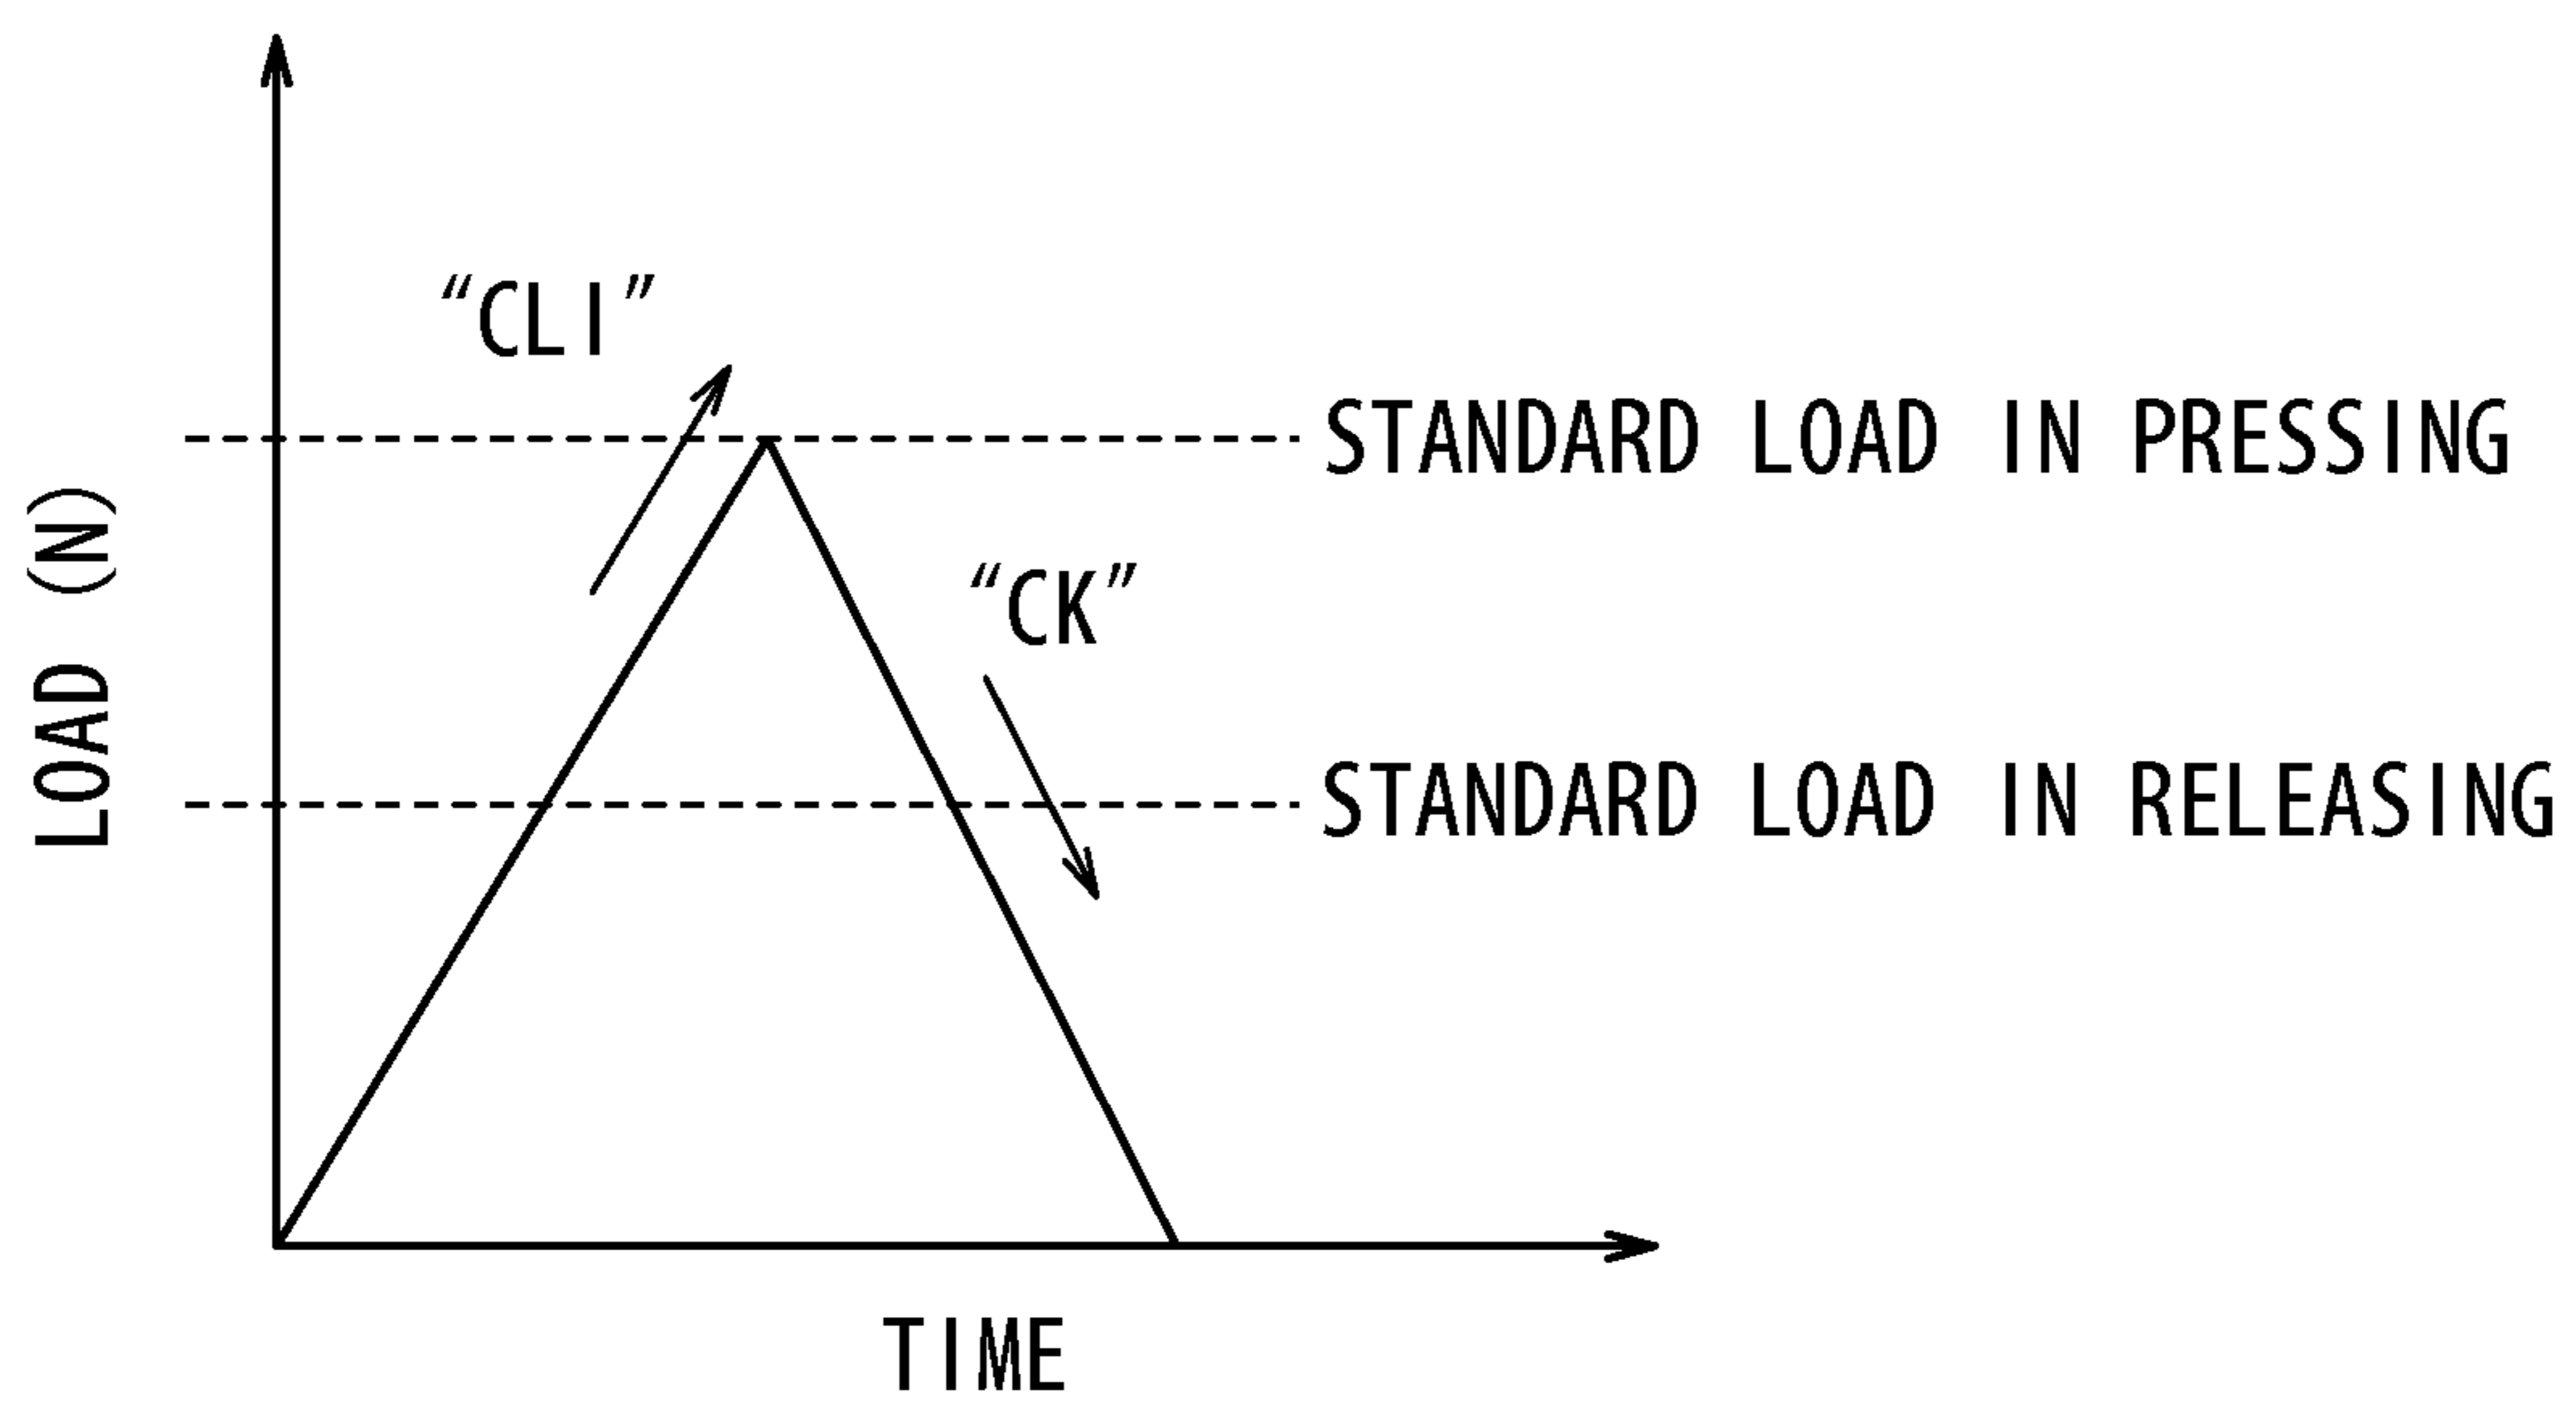 “CLI”
STANDARD LOAD IN PRESSING
“CK”
LOAD (N)
STANDARD LOAD IN RELEASING
TIME